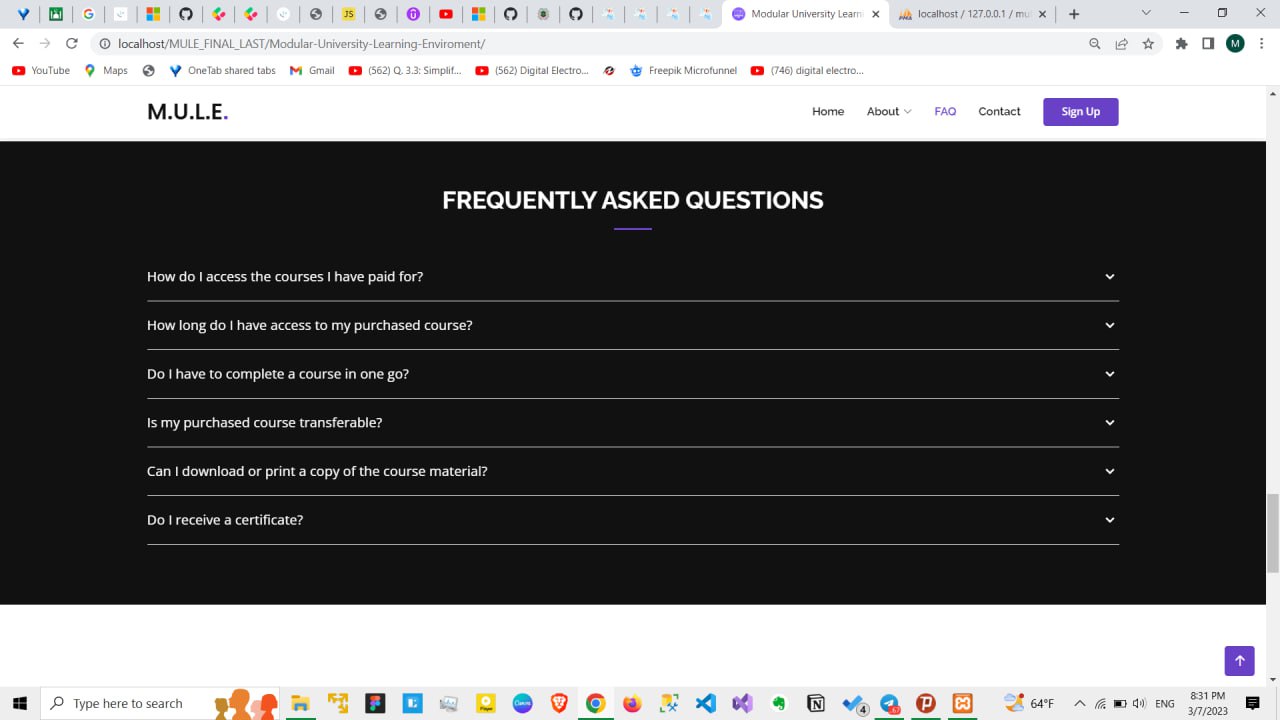 Modular University Learn
localhost / 127.0.0.1 / mu
localhost/MULE_FINAL_LAST/Modular-University-Learning-Enviroment/
M
YouTube
Maps
OneTab shared tabs
Gmail
(562) Q. 3.3: Simplif...
(562) Digital Electro...
Freepik Microfunnel
(746) digital electro...
M.U.L.E.
Home
About
FAQ
Contact
Sign Up
FREQUENTLY ASKED QUESTIONS
How do I access the courses I have paid for?
How long do I have access to my purchased course?
Do I have to complete a course in one go?
Is my purchased course transferable?
Can I download or print a copy of the course material?
Do I receive a certificate?
Type here to search
64°F
ENG
8:31 PM
3/7/2023